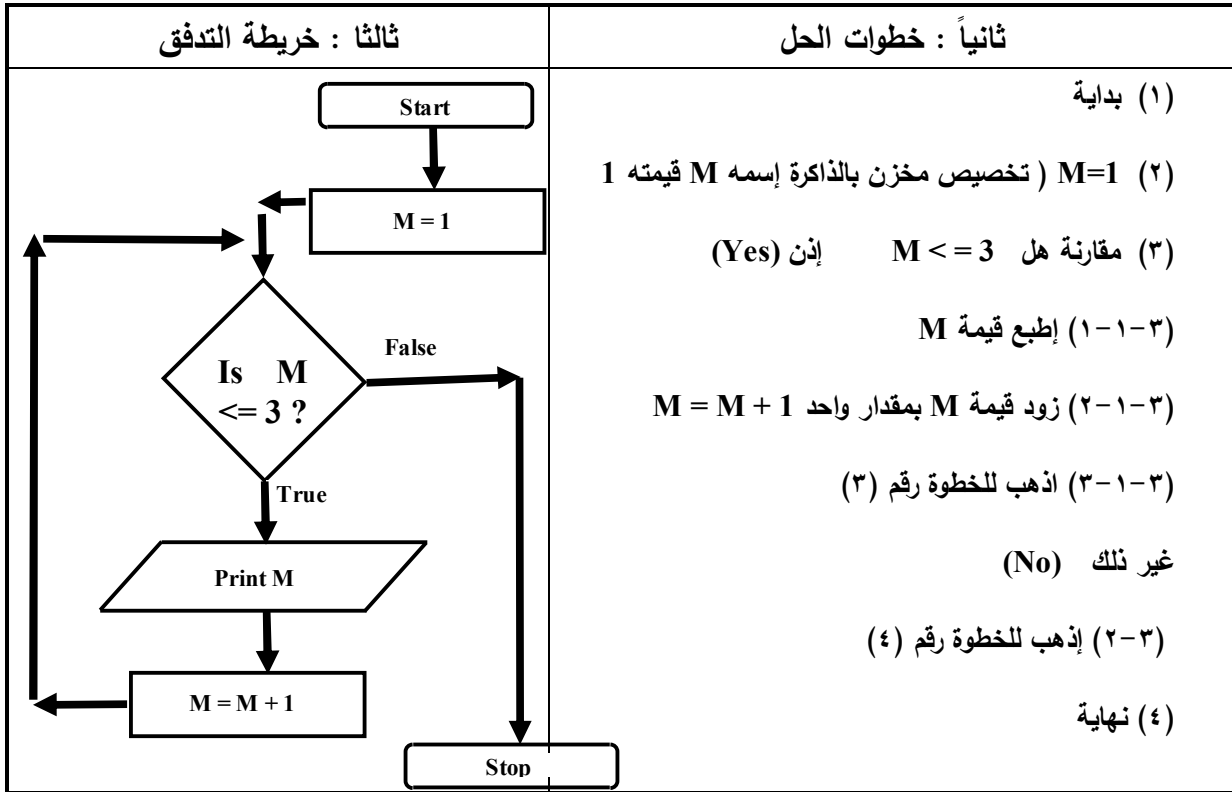 ثانياً : خطوات الحل
(١) بداية
(٢) M=1 ( تخصيص مخزن بالذاكرة إسمه M قيمته 1
(٣) مقارنة هل M < = 3 إذن (Yes)
(٣-١-١) إطبع قيمة M
(٣-١-٢) زود قيمة M بمقدار واحد M = M + 1
(٣-١-٣) اذهب للخطوة رقم (٣)
غير ذلك (No)
(٣-٢) إذهب للخطوة رقم (٤)
(٤) نهاية
ثالثا : خريطة التدفق
Start
M = 1
Is M
<= 3 ?
False
True
Print M
M = M + 1
Stop